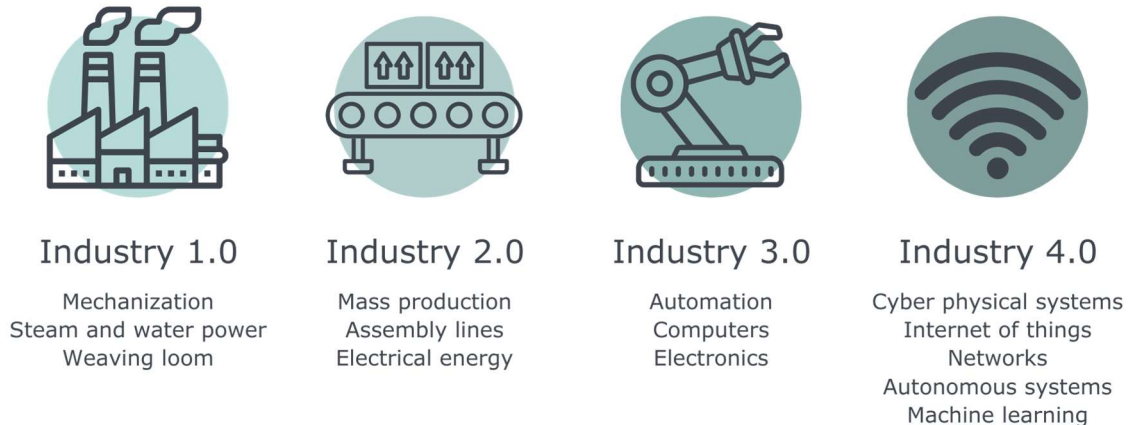 Industry 1.0
Mechanization
Steam and water power
Weaving loom
Industry 2.0
Mass production
Assembly lines
Electrical energy
Industry 3.0
Automation
Computers
Electronics
Industry 4.0
Cyber physical systems
Internet of things
Networks
Autonomous systems
Machine learning